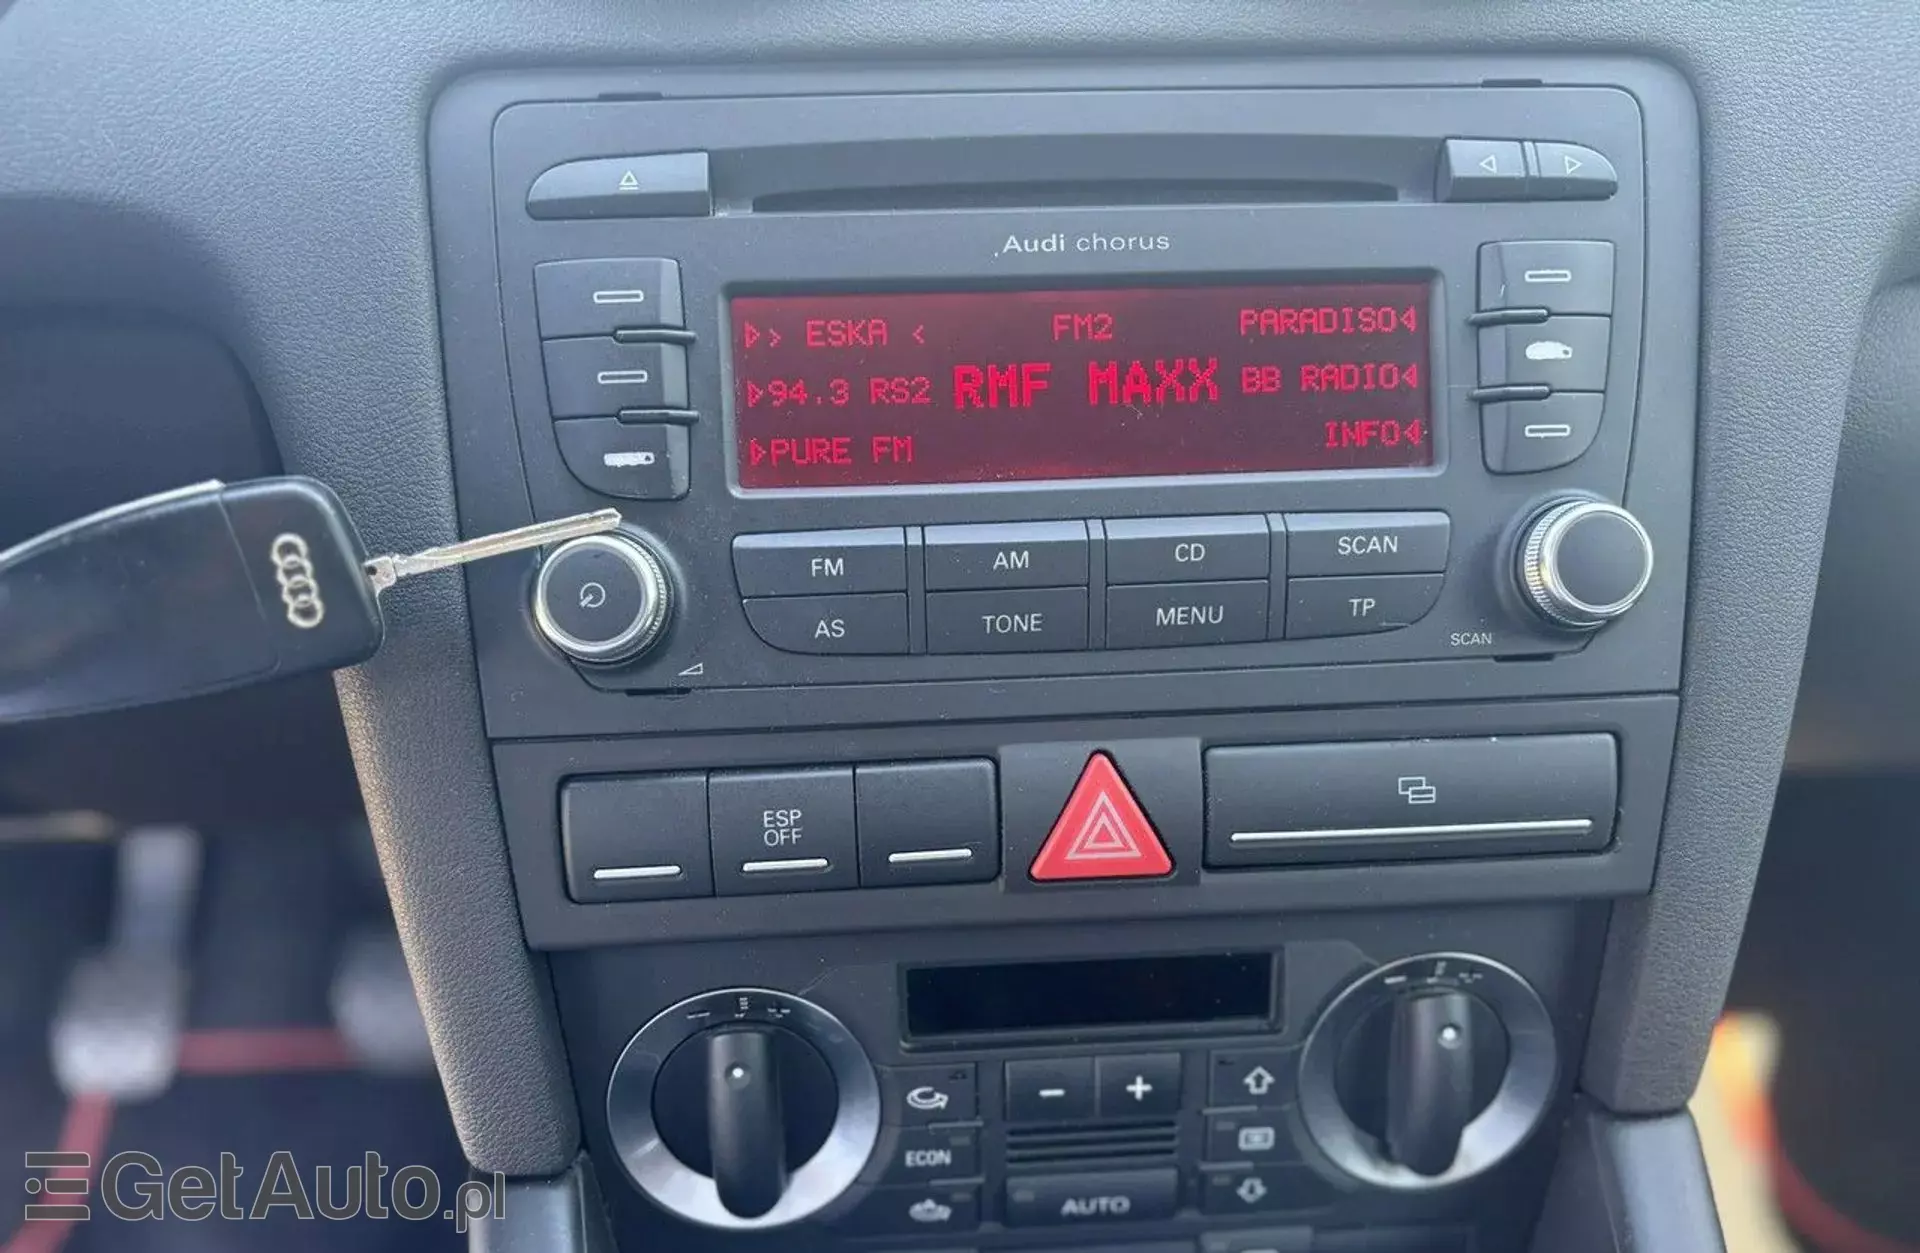 Audi chorus
> ESKA < FM2 PARADISO
94.3 RS2 RMF MAXX BB RADIO
PURE FM INFO
FM AM CD SCAN
AS TONE MENU TP
SCAN
ESP
OFF
ECON
AUTO
GetAuto.pl